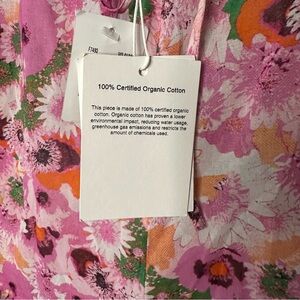 100% Certified Organic Cotton
This piece is made of 100% certified organic
cotton. Organic cotton has proven a lower
environmental impact, reducing water usage,
greenhouse gas emissions and restricts the
amount of chemicals used.